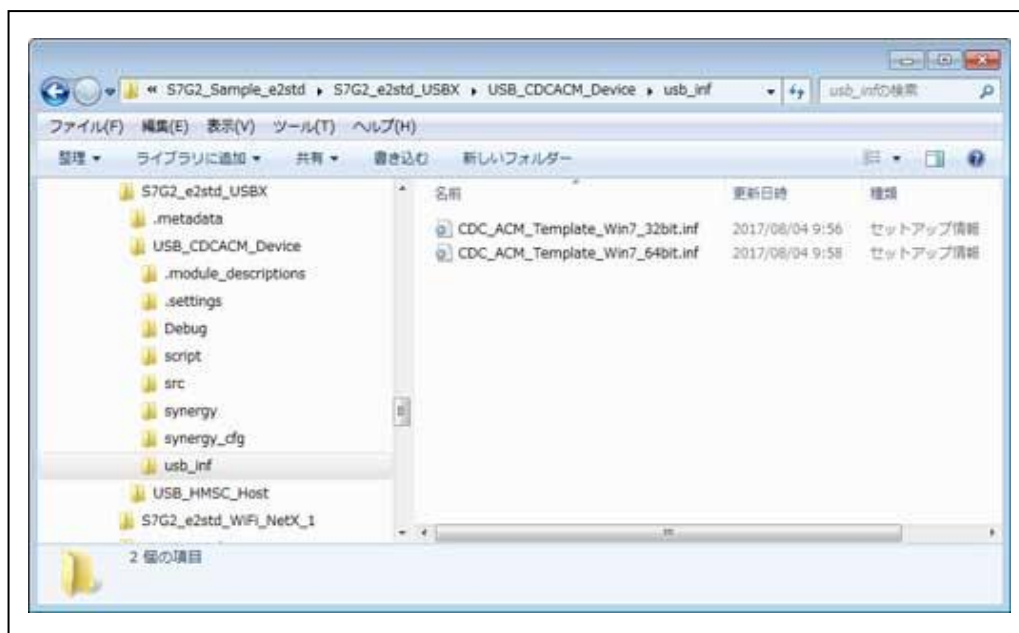 « S7G2_Sample_e2std ▸ S7G2_e2std_USBX ▸ USB_CDCACM_Device ▸ usb_inf
usb_infの検索
ファイル(F) 編集(E) 表示(V) ツール(T) ヘルプ(H)
整理 ライブラリに追加 共有 書き込む 新しいフォルダー
S7G2_e2std_USBX
.metadata
USB_CDCACM_Device
.module_descriptions
.settings
Debug
script
src
synergy
synergy_cfg
usb_inf
USB_HMSC_Host
S7G2_e2std_WiFi_NetX_1
名前 更新日時 種類
CDC_ACM_Template_Win7_32bit.inf 2017/08/04 9:56 セットアップ情報
CDC_ACM_Template_Win7_64bit.inf 2017/08/04 9:58 セットアップ情報
2 個の項目